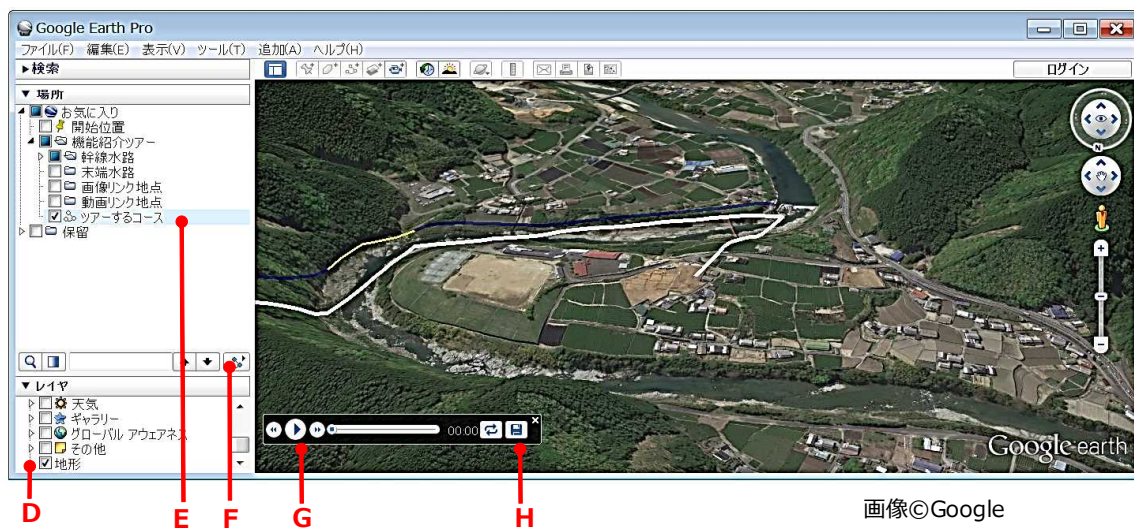 Google Earth Pro
ファイル(F) 編集(E) 表示(V) ツール(T) 追加(A) ヘルプ(H)
▶検索
ログイン
▼ 場所
お気に入り
開始位置
機能紹介ツアー
幹線水路
末端水路
画像リンク地点
動画リンク地点
ツアーするコース
保留
N
▼ レイヤ
天気
ギャラリー
グローバル アウェアネス
その他
地形
00:00
Google earth
D E F G H
画像©Google